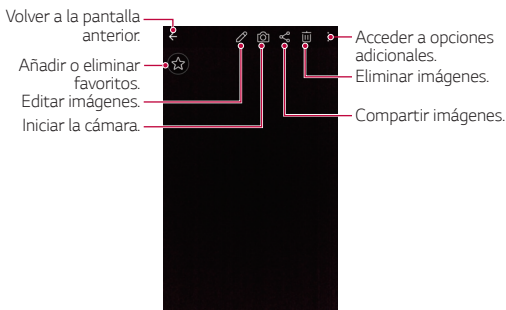 Volver a la pantalla
anterior.
Añadir o eliminar
favoritos.
Editar imágenes.
Iniciar la cámara.
Acceder a opciones
adicionales.
Eliminar imágenes.
Compartir imágenes.